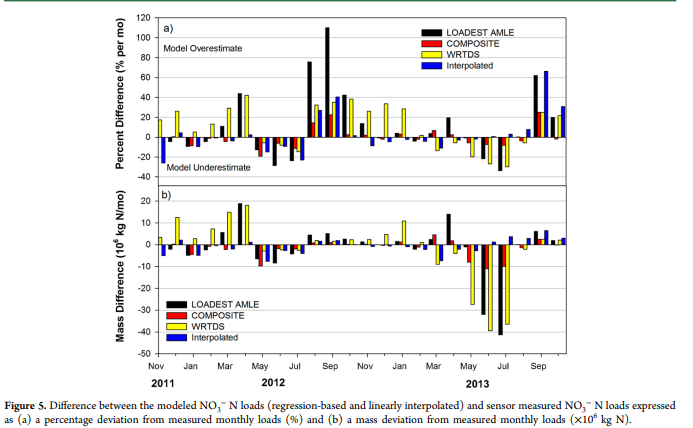 a)
Model Overestimate
LOADEST AMLE
COMPOSITE
WRTDS
Interpolated
Percent Difference (% per mo)
120
100
80
60
40
20
0
-20
-40
Model Underestimate
b)
Mass Difference (10⁶ kg N/mo)
20
10
0
-10
-20
-30
-40
-50
LOADEST AMLE
COMPOSITE
WRTDS
Interpolated
Nov Jan Mar May Jul Sep Nov Jan Mar May Jul Sep
2011 2012 2013
Figure 5. Difference between the modeled NO₃⁻ N loads (regression-based and linearly interpolated) and sensor measured NO₃⁻ N loads expressed
as (a) a percentage deviation from measured monthly loads (%) and (b) a mass deviation from measured monthly loads (×10⁶ kg N).